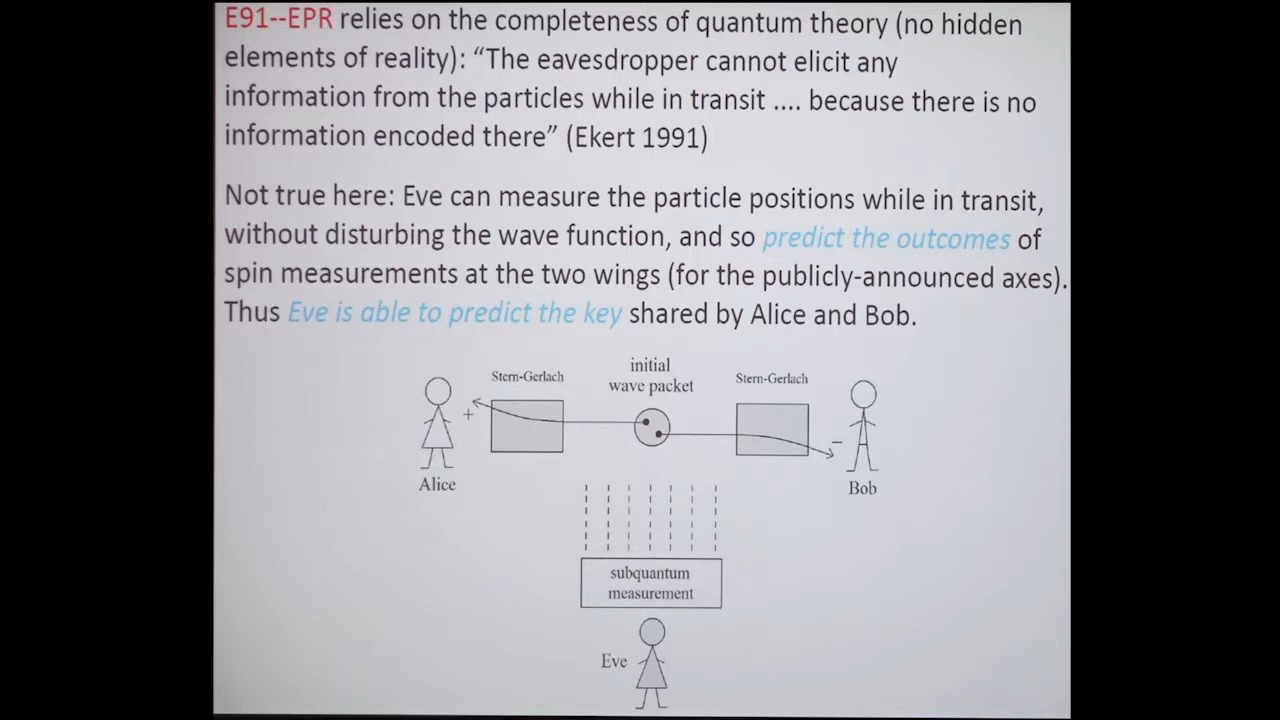 E91--EPR relies on the completeness of quantum theory (no hidden
elements of reality): “The eavesdropper cannot elicit any
information from the particles while in transit .... because there is no
information encoded there” (Ekert 1991)
Not true here: Eve can measure the particle positions while in transit,
without disturbing the wave function, and so predict the outcomes of
spin measurements at the two wings (for the publicly-announced axes).
Thus Eve is able to predict the key shared by Alice and Bob.
initial
wave packet
Stern-Gerlach
Stern-Gerlach
+
−
Alice
Bob
subquantum
measurement
Eve